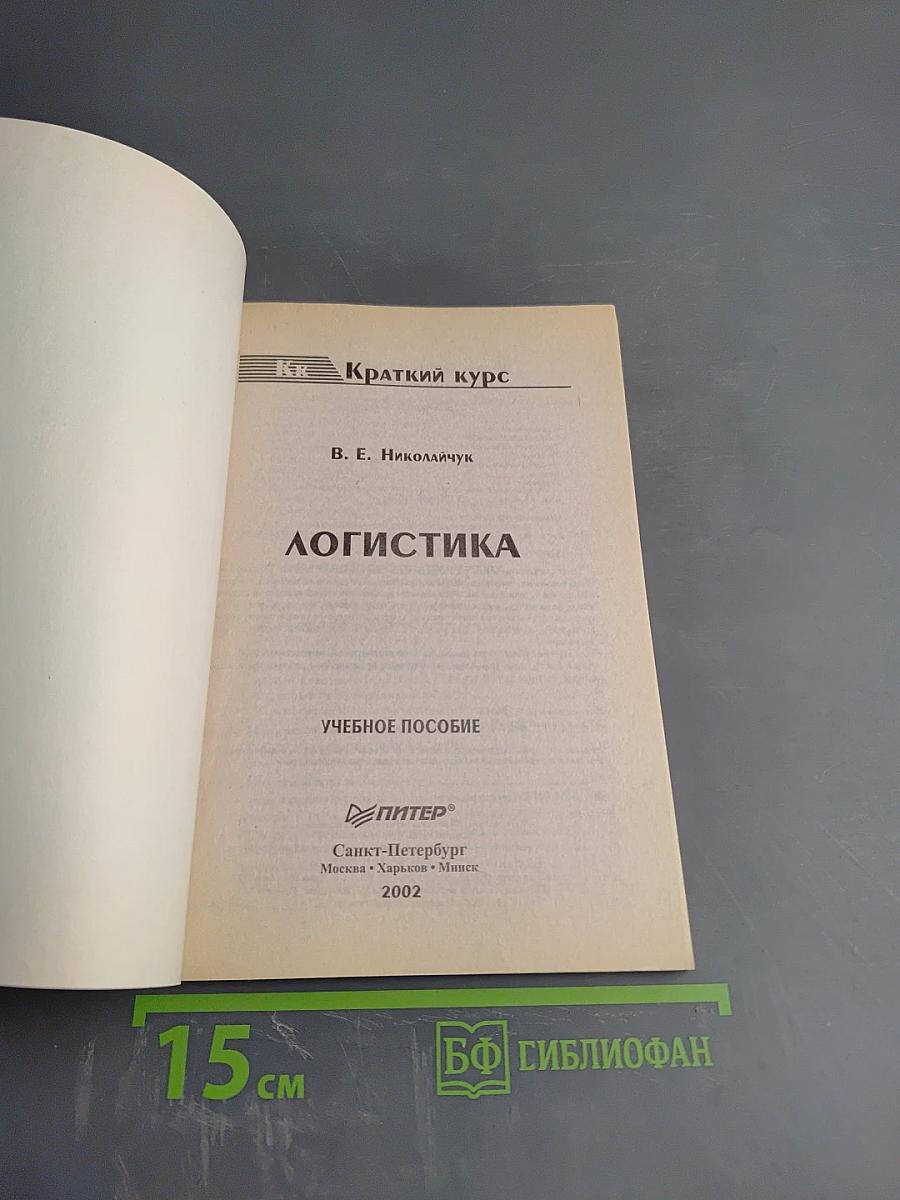 Кк Краткий курс
В. Е. Николайчук
ЛОГИСТИКА
УЧЕБНОЕ ПОСОБИЕ
ПИТЕР®
Санкт-Петербург
Москва • Харьков • Минск
2002
15 см
БФ БИБЛИОФАН